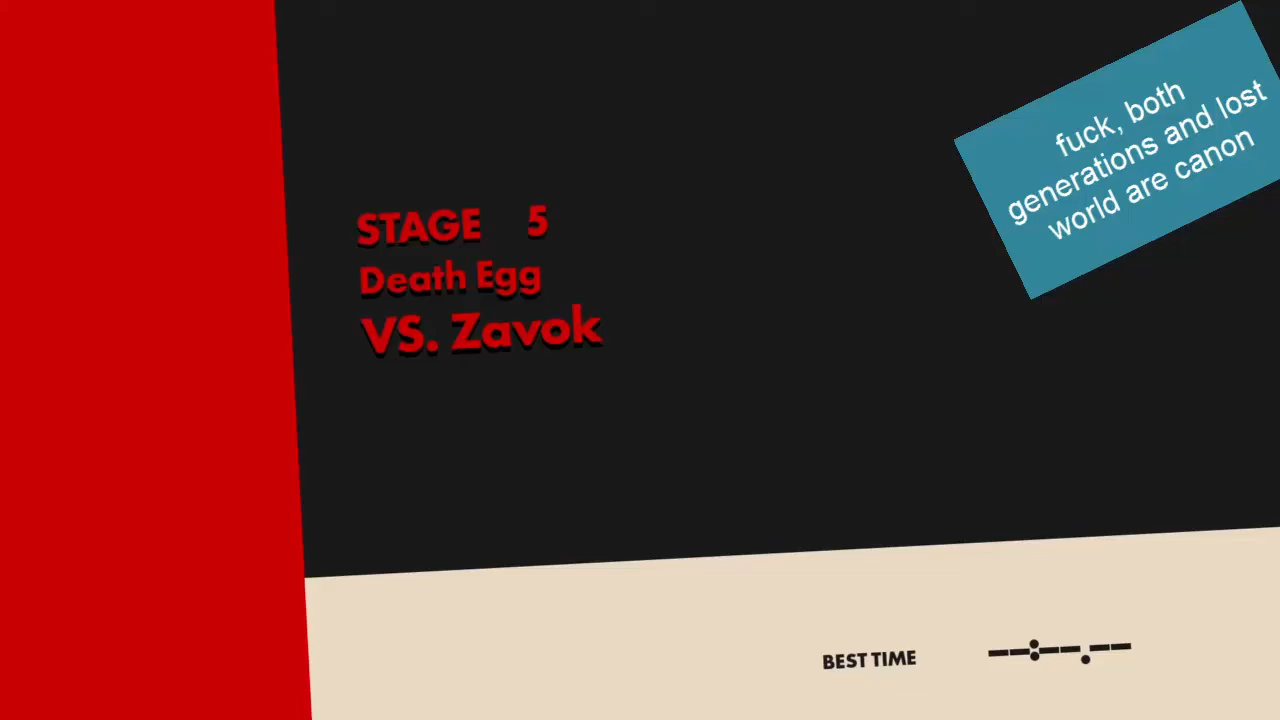 fuck, both
generations and lost
world are canon
STAGE 5
Death Egg
VS. Zavok
BEST TIME --:--.--